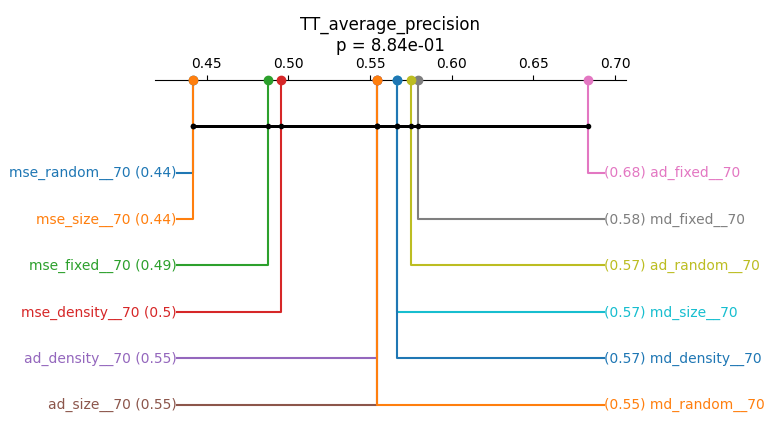 TT_average_precision
p = 8.84e-01
0.45 0.50 0.55 0.60 0.65 0.70
mse_random__70 (0.44) (0.68) ad_fixed__70
mse_size__70 (0.44) (0.58) md_fixed__70
mse_fixed__70 (0.49) (0.57) ad_random__70
mse_density__70 (0.5) (0.57) md_size__70
ad_density__70 (0.55) (0.57) md_density__70
ad_size__70 (0.55) (0.55) md_random__70